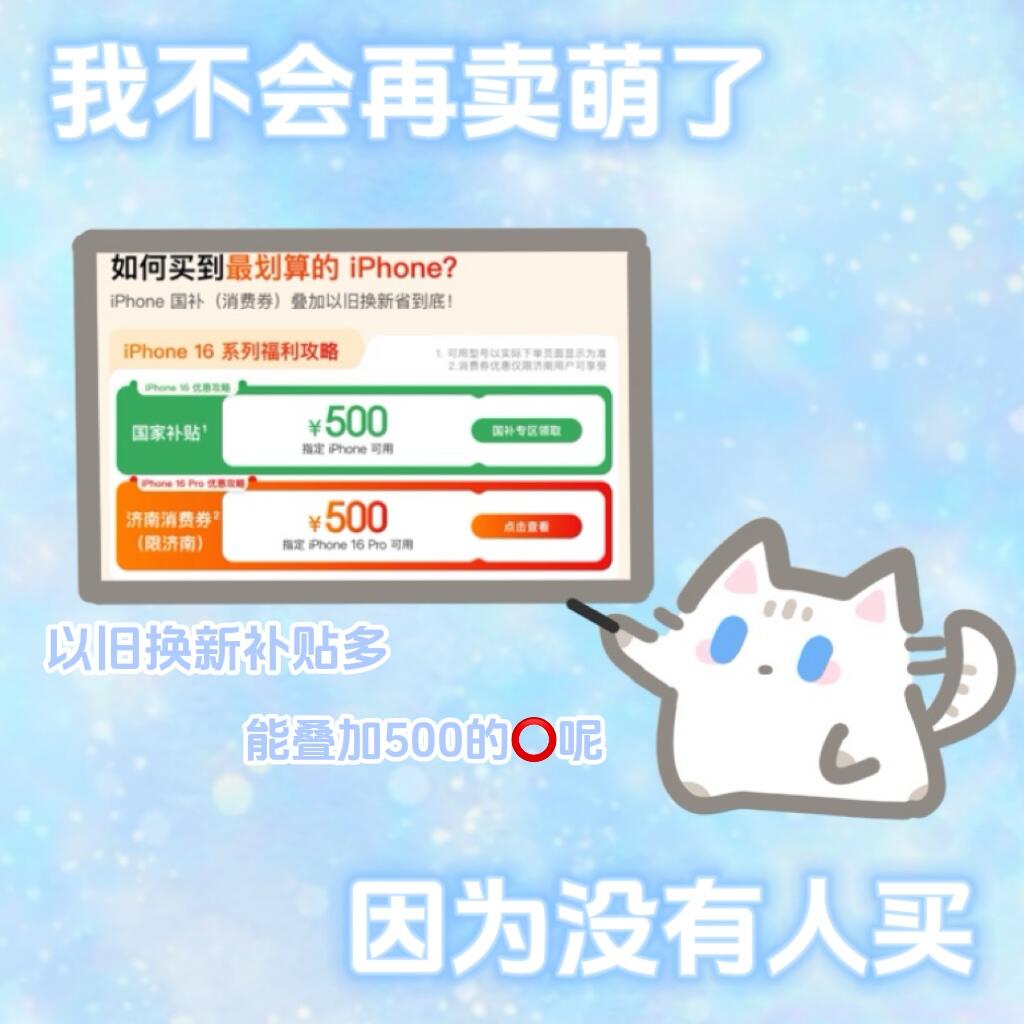 我不会再卖萌了
如何买到最划算的 iPhone?
iPhone 国补（消费券）叠加以旧换新省到底！
iPhone 16 系列福利攻略
1. 可用型号以实际下单页面显示为准
2.消费券优惠仅限济南用户可享受
iPhone 16 优惠攻略
国家补贴¹
¥500
指定 iPhone 可用
国补专区领取
iPhone 16 Pro 优惠攻略
济南消费券²
（限济南）
¥500
指定 iPhone 16 Pro 可用
点击查看
以旧换新补贴多
能叠加500的⭕呢
因为没有人买